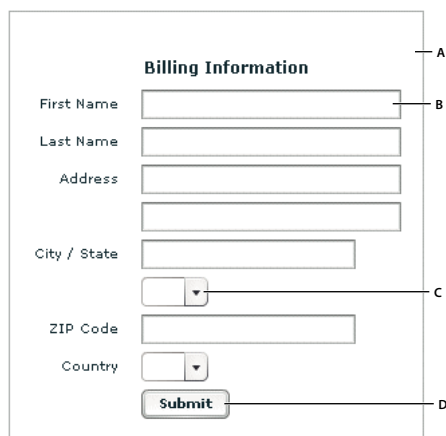 A
Billing Information
First Name
B
Last Name
Address
City / State
C
ZIP Code
Country
Submit
D